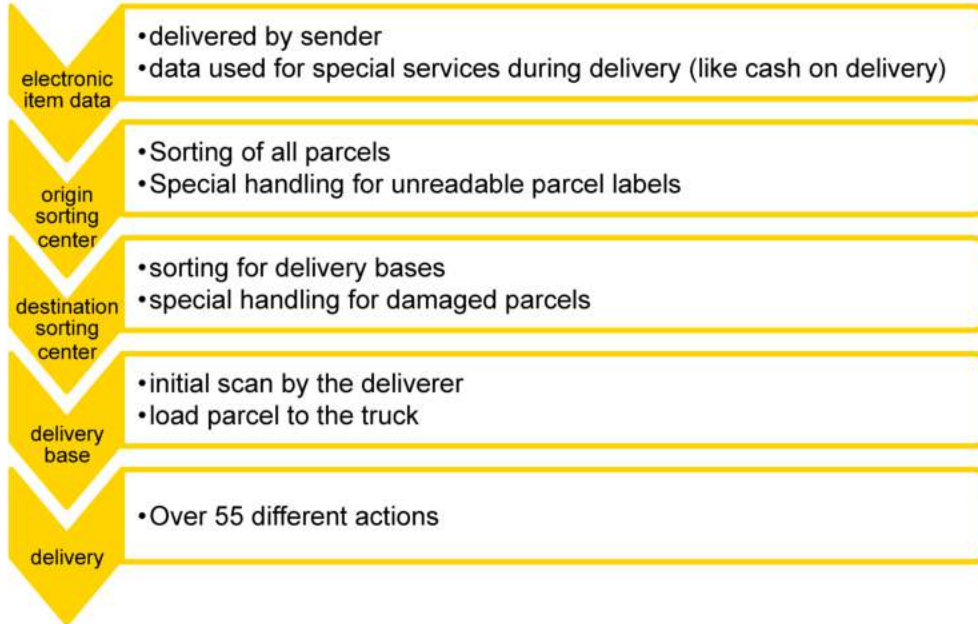 electronic
item data
•delivered by sender
•data used for special services during delivery (like cash on delivery)
origin
sorting
center
•Sorting of all parcels
•Special handling for unreadable parcel labels
destination
sorting
center
•sorting for delivery bases
•special handling for damaged parcels
delivery
base
•initial scan by the deliverer
•load parcel to the truck
delivery
•Over 55 different actions